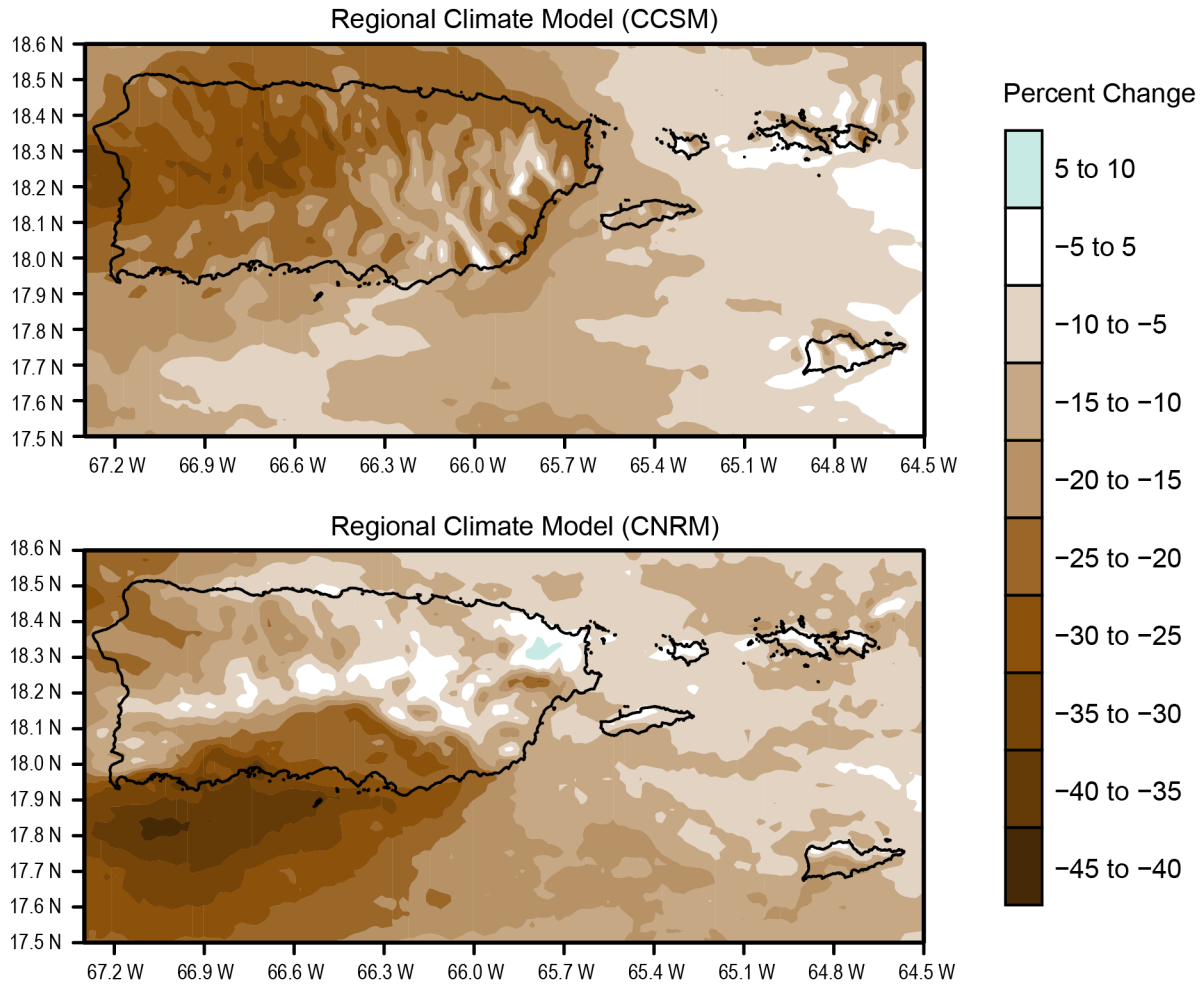 Regional Climate Model (CCSM)
18.6 N
18.5 N
18.4 N
18.3 N
18.2 N
18.1 N
18.0 N
17.9 N
17.8 N
17.7 N
17.6 N
17.5 N
67.2 W 66.9 W 66.6 W 66.3 W 66.0 W 65.7 W 65.4 W 65.1 W 64.8 W 64.5 W
Regional Climate Model (CNRM)
18.6 N
18.5 N
18.4 N
18.3 N
18.2 N
18.1 N
18.0 N
17.9 N
17.8 N
17.7 N
17.6 N
17.5 N
67.2 W 66.9 W 66.6 W 66.3 W 66.0 W 65.7 W 65.4 W 65.1 W 64.8 W 64.5 W
Percent Change
5 to 10
−5 to 5
−10 to −5
−15 to −10
−20 to −15
−25 to −20
−30 to −25
−35 to −30
−40 to −35
−45 to −40